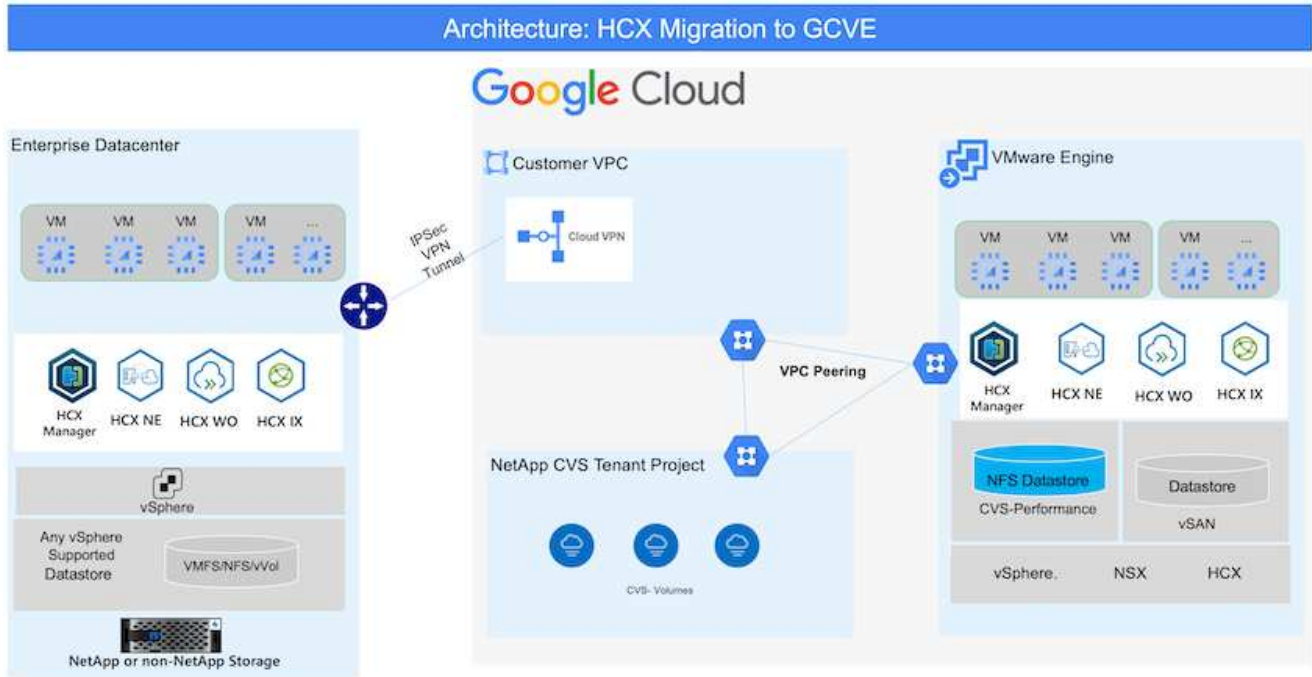 Architecture: HCX Migration to GCVE
Google Cloud
Enterprise Datacenter
VM VM VM VM ...
HCX
Manager
HCX NE
HCX WO
HCX IX
vSphere
Any vSphere
Supported
Datastore
VMFS/NFS/vVol
NetApp or non-NetApp Storage
IPSec
VPN
Tunnel
Customer VPC
Cloud VPN
VPC Peering
NetApp CVS Tenant Project
CVS- Volumes
VMware Engine
VM VM VM VM ...
HCX
Manager
HCX NE
HCX WO
HCX IX
NFS Datastore
CVS-Performance
Datastore
vSAN
vSphere. NSX HCX